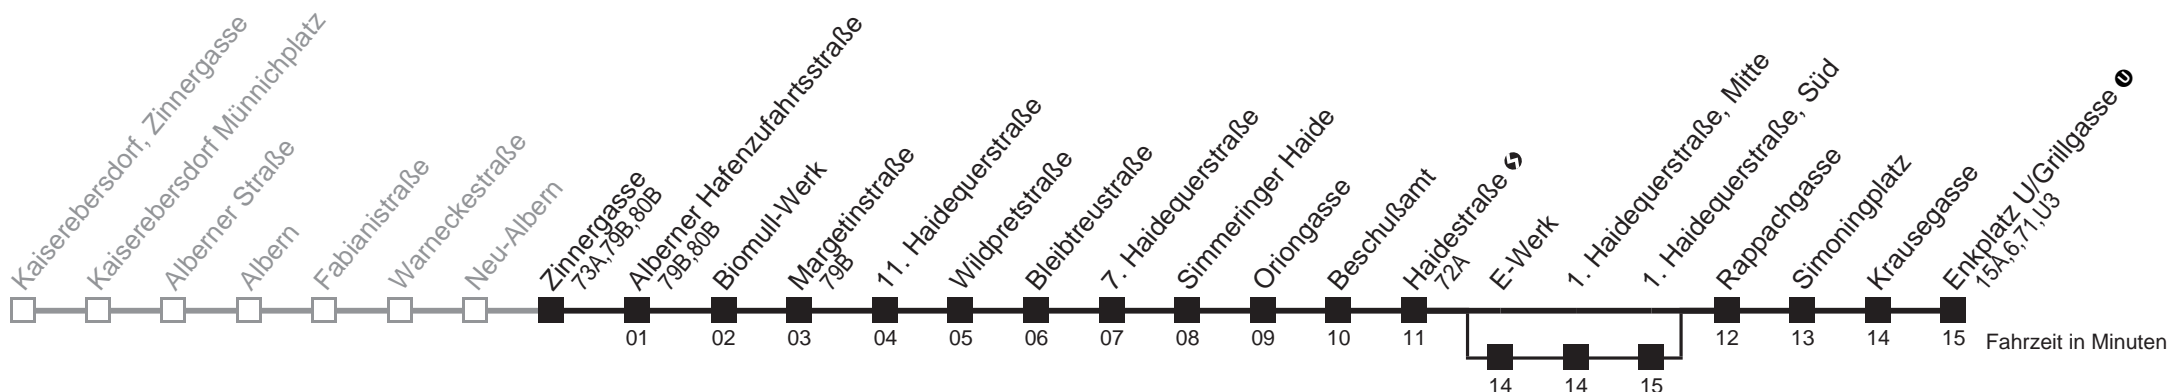 Kaiserebersdorf, Zinnergasse
Kaiserebersdorf Münnichplatz
Alberner Straße
Albern
Fabianistraße
Warneckestraße
Neu-Albern
Zinnergasse
73A,79B,80B
Alberner Hafenzufahrtsstraße
79B,80B
Biomull-Werk
Margetinstraße
79B
11. Haidequerstraße
Wildpretstraße
Bleibtreustraße
7. Haidequerstraße
Simmeringer Haide
Oriongasse
Beschußamt
Haidestraße
72A
E-Werk
1. Haidequerstraße, Mitte
1. Haidequerstraße, Süd
Rappachgasse
Simoningplatz
Krausegasse
Enkplatz U/Grillgasse U
15A,6,71,U3
01 02 03 04 05 06 07 08 09 10 11 12 13 14 15 Fahrzeit in Minuten
14 14 15